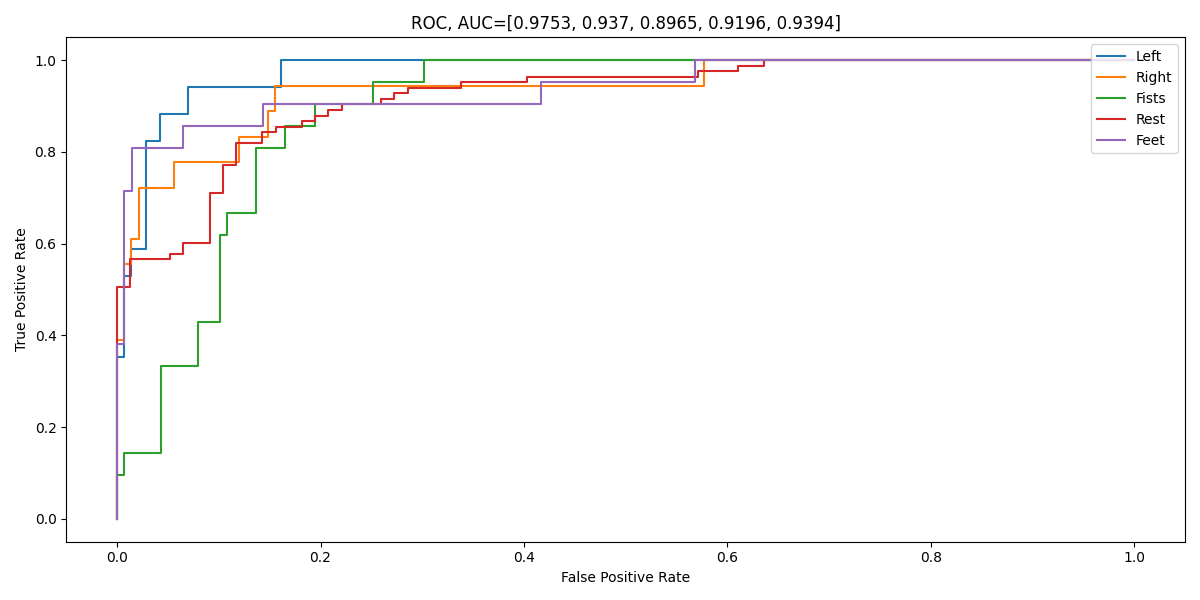 ROC, AUC=[0.9753, 0.937, 0.8965, 0.9196, 0.9394]
Left
Right
Fists
Rest
Feet
True Positive Rate
1.0
0.8
0.6
0.4
0.2
0.0
0.0 0.2 0.4 0.6 0.8 1.0
False Positive Rate